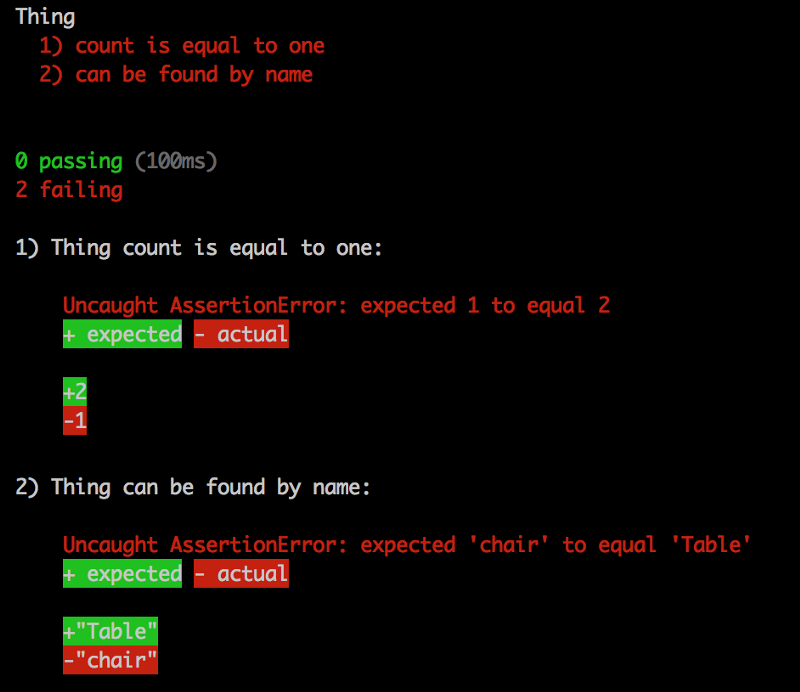 Thing
1) count is equal to one
2) can be found by name
0 passing (100ms)
2 failing
1) Thing count is equal to one:
Uncaught AssertionError: expected 1 to equal 2
+ expected - actual
+2
-1
2) Thing can be found by name:
Uncaught AssertionError: expected 'chair' to equal 'Table'
+ expected - actual
+"Table"
-"chair"